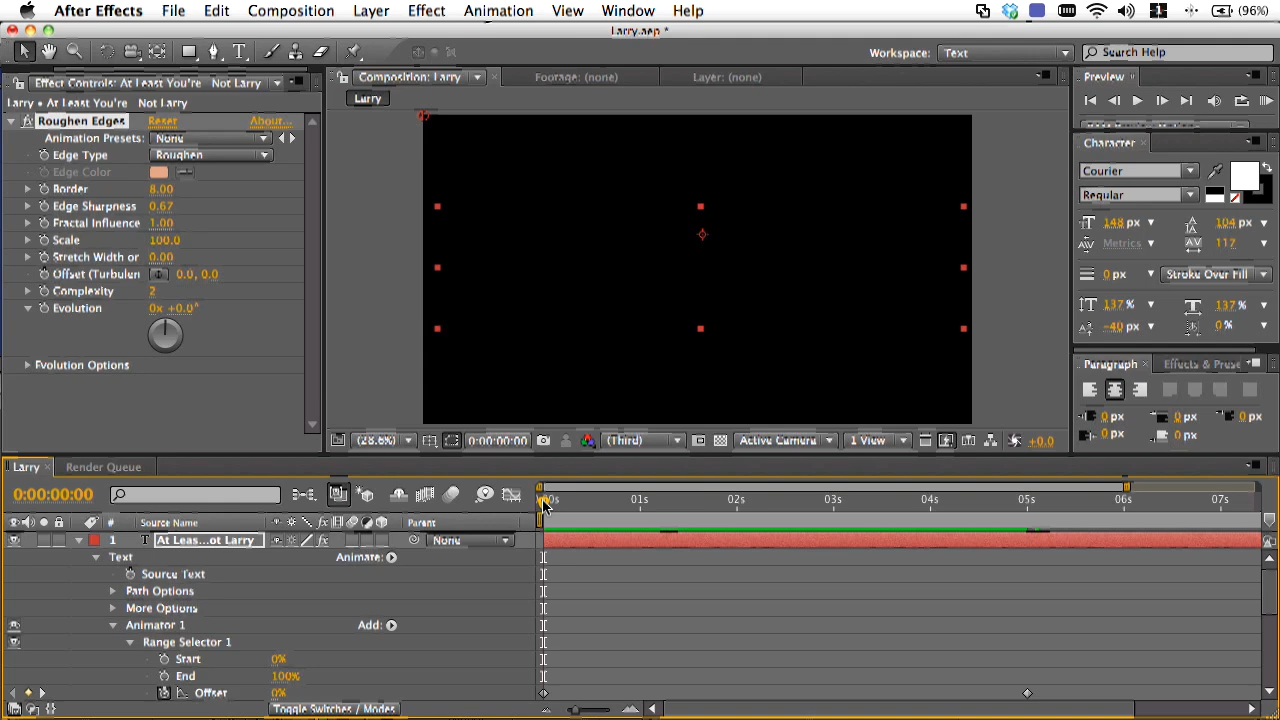 After Effects File Edit Composition Layer Effect Animation View Window Help (96%)
Larry.aep *
Workspace: Text Search Help
Effect Controls: At Least You're Not Larry Composition: Larry Footage: (none) Layer: (none) Preview
Larry • At Least You're Not Larry Larry
Roughen Edges Reset About...
Animation Presets: None
Edge Type Roughen
Edge Color
Border 8.00
Edge Sharpness 0.67
Fractal Influence 1.00
Scale 100.0
Stretch Width or 0.00
Offset (Turbulen 0.0, 0.0
Complexity 2
Evolution 0x +0.0°
Evolution Options
Character
Courier
Regular
148 px 104 px
Metrics 117
0 px Stroke Over Fill
137 % 137 %
-40 px 0 %
Paragraph Effects & Prese
0 px 0 px 0 px
0 px 0 px
(28.6%) 0:00:00:00 (Third) Active Camera 1 View +0.0
Larry Render Queue
0:00:00:00 00s 01s 02s 03s 04s 05s 06s 07s
# Source Name Parent
1 T At Leas...ot Larry None
Text Animate:
Source Text
Path Options
More Options
Animator 1 Add:
Range Selector 1
Start 0%
End 100%
Offset 0%
Toggle Switches / Modes